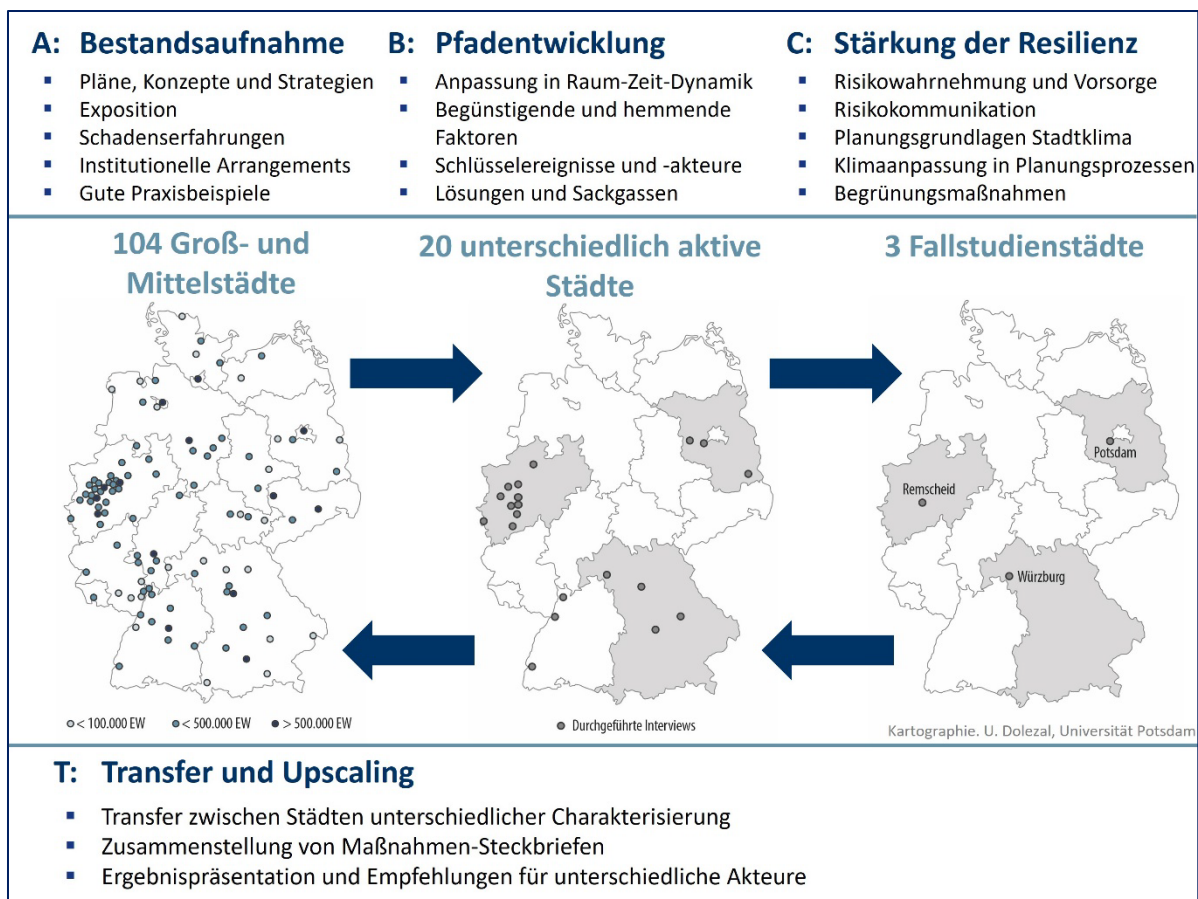 A: Bestandsaufnahme
▪ Pläne, Konzepte und Strategien
▪ Exposition
▪ Schadenserfahrungen
▪ Institutionelle Arrangements
▪ Gute Praxisbeispiele
B: Pfadentwicklung
▪ Anpassung in Raum-Zeit-Dynamik
▪ Begünstigende und hemmende
Faktoren
▪ Schlüsselereignisse und -akteure
▪ Lösungen und Sackgassen
C: Stärkung der Resilienz
▪ Risikowahrnehmung und Vorsorge
▪ Risikokommunikation
▪ Planungsgrundlagen Stadtklima
▪ Klimaanpassung in Planungsprozessen
▪ Begrünungsmaßnahmen
104 Groß- und
Mittelstädte
< 100.000 EW
< 500.000 EW
> 500.000 EW
20 unterschiedlich aktive
Städte
Durchgeführte Interviews
3 Fallstudienstädte
Potsdam
Remscheid
Würzburg
Kartographie. U. Dolezal, Universität Potsdam
T: Transfer und Upscaling
▪ Transfer zwischen Städten unterschiedlicher Charakterisierung
▪ Zusammenstellung von Maßnahmen-Steckbriefen
▪ Ergebnispräsentation und Empfehlungen für unterschiedliche Akteure